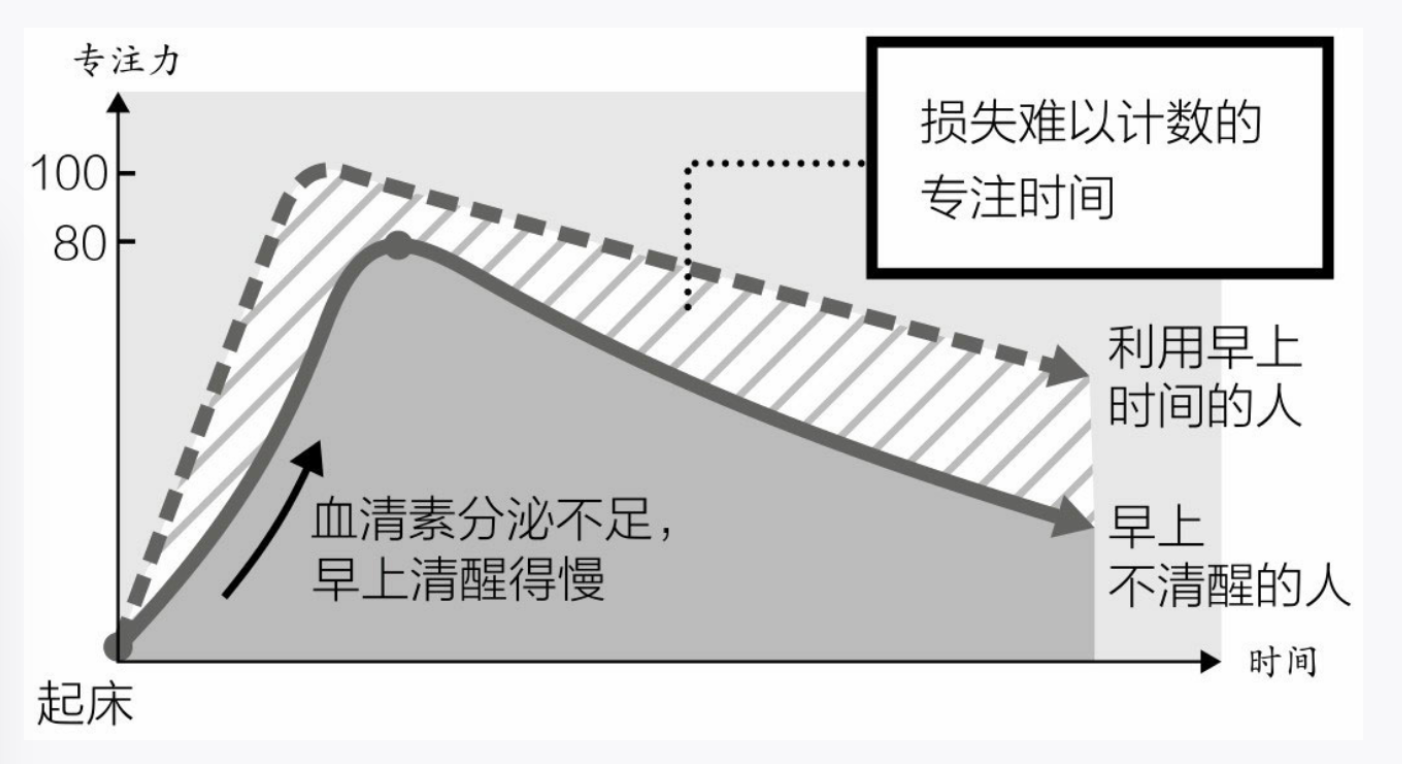 专注力
100
80
损失难以计数的
专注时间
利用早上
时间的人
血清素分泌不足，
早上清醒得慢
早上
不清醒的人
时间
起床